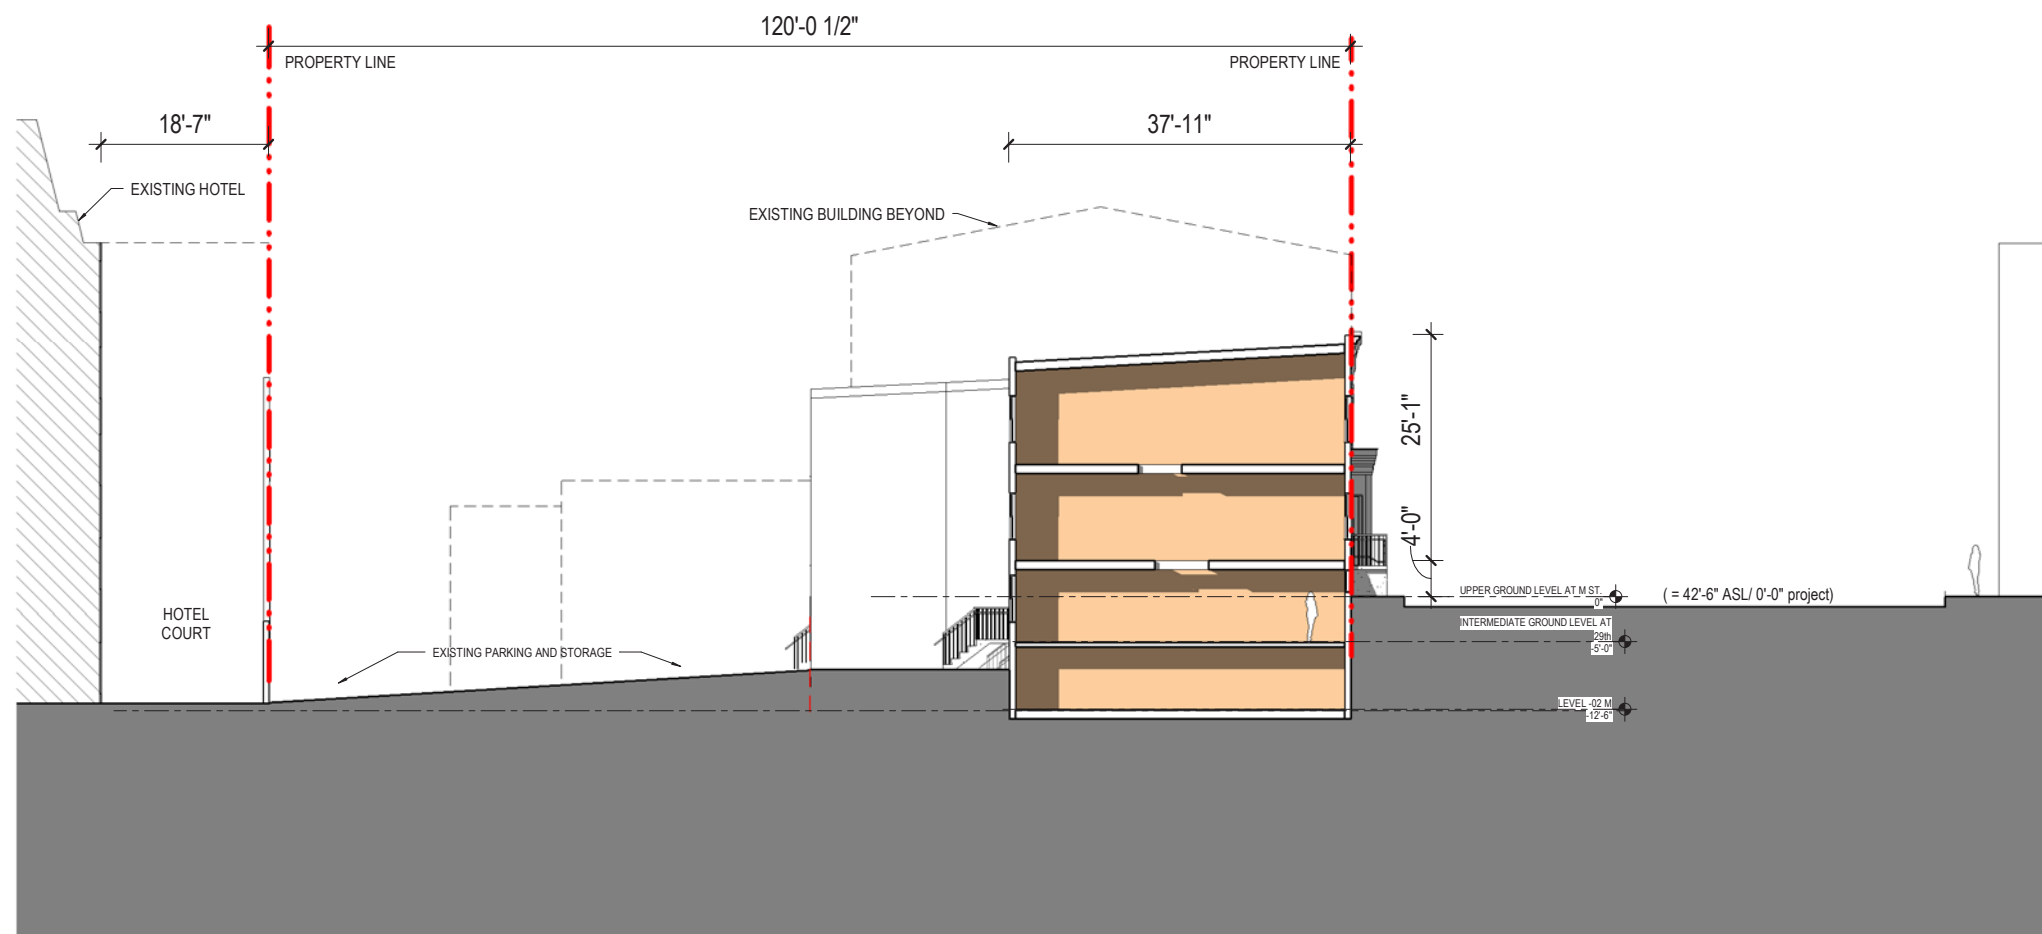 120'-0 1/2"
PROPERTY LINE
PROPERTY LINE
18'-7"
37'-11"
EXISTING HOTEL
EXISTING BUILDING BEYOND
25'-1"
4'-0"
UPPER GROUND LEVEL AT M ST.
0"
( = 42'-6" ASL/ 0'-0" project)
HOTEL
COURT
INTERMEDIATE GROUND LEVEL AT
29th
-5'-0"
EXISTING PARKING AND STORAGE
LEVEL -02 M
-12'-6"